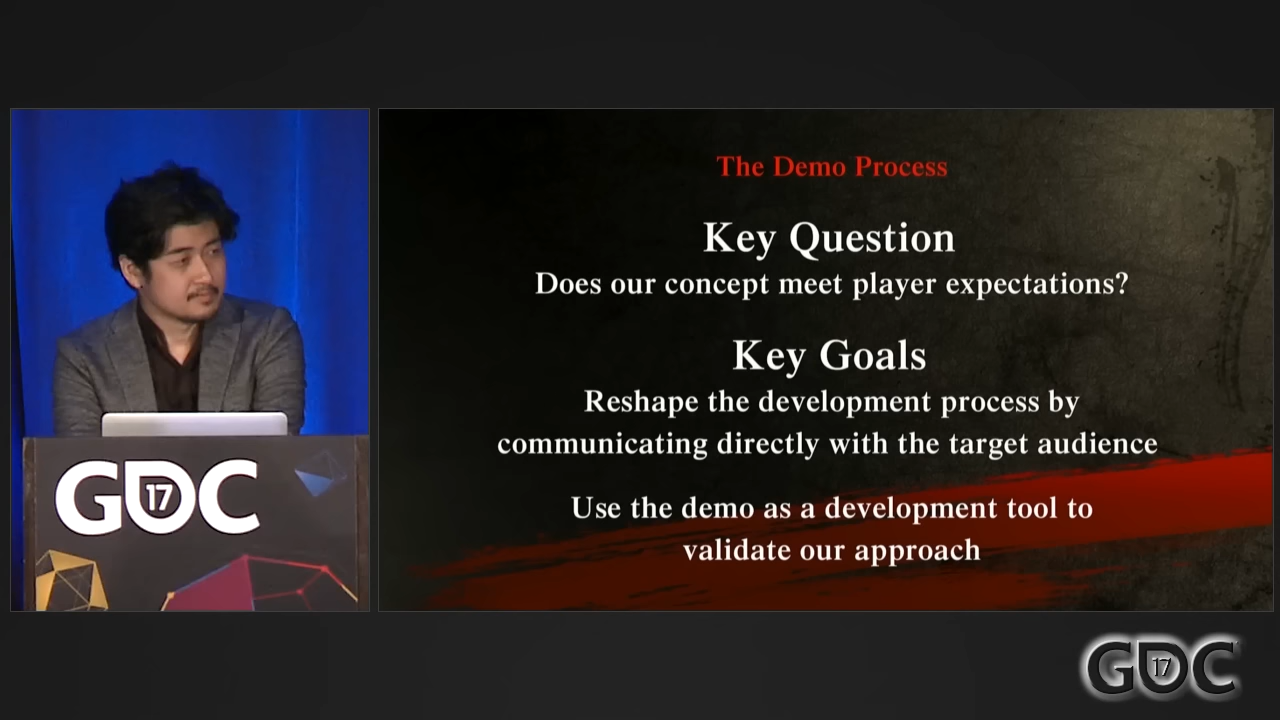 The Demo Process
Key Question
Does our concept meet player expectations?
Key Goals
Reshape the development process by
communicating directly with the target audience
Use the demo as a development tool to
validate our approach
GDC
17
GDC
17